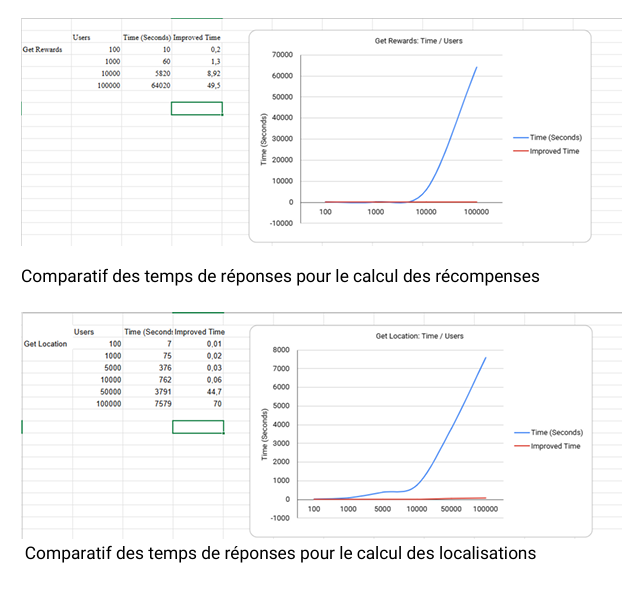 Users Time (Seconds) Improved Time
Get Rewards 100 10 0,2
1000 60 1,3
10000 5820 8,92
100000 64020 49,5
Get Rewards: Time / Users
70000
60000
50000
40000
30000
20000
10000
0
-10000
Time (Seconds)
100 1000 10000 100000
Time (Seconds)
Improved Time
Comparatif des temps de réponses pour le calcul des récompenses
Users Time (Second Improved Time
Get Location 100 7 0,01
1000 75 0,02
5000 376 0,03
10000 762 0,06
50000 3791 44,7
100000 7579 70
Get Location: Time / Users
8000
7000
6000
5000
4000
3000
2000
1000
0
-1000
Time (Seconds)
100 1000 5000 10000 50000 100000
Time (Seconds)
Improved Time
Comparatif des temps de réponses pour le calcul des localisations